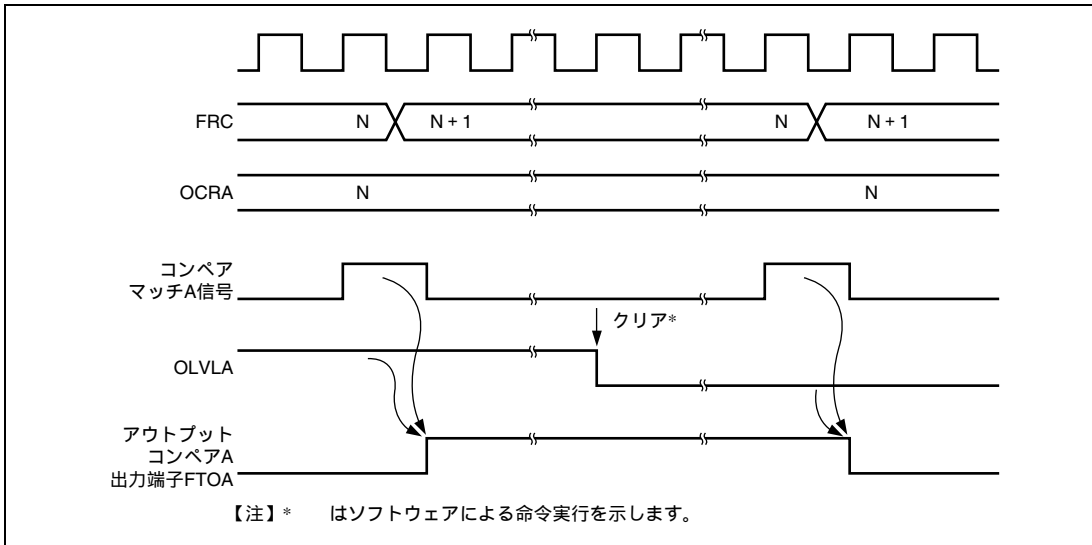 FRC N N + 1 N N + 1
OCRA N N
コンペア
マッチA信号
クリア*
OLVLA
アウトプット
コンペアA
出力端子FTOA
【注】* はソフトウェアによる命令実行を示します。